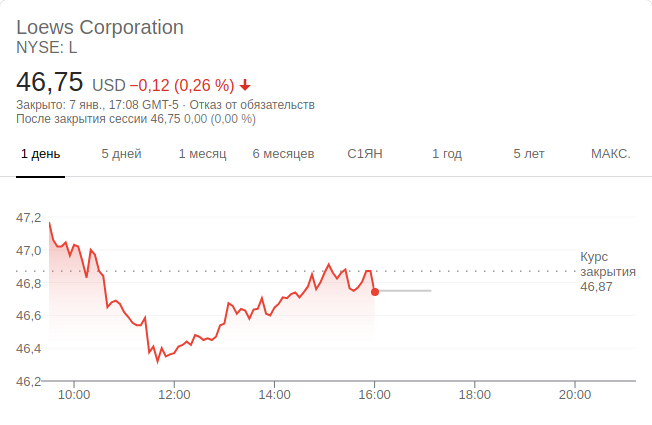 Loews Corporation
NYSE: L
46,75 USD −0,12 (0,26 %)
Закрыто: 7 янв., 17:08 GMT-5 · Отказ от обязательств
После закрытия сессии 46,75 0,00 (0,00 %)
1 день 5 дней 1 месяц 6 месяцев С1ЯН 1 год 5 лет МАКС.
47,2
47,0
46,8
46,6
46,4
46,2
Курс
закрытия
46,87
10:00 12:00 14:00 16:00 18:00 20:00